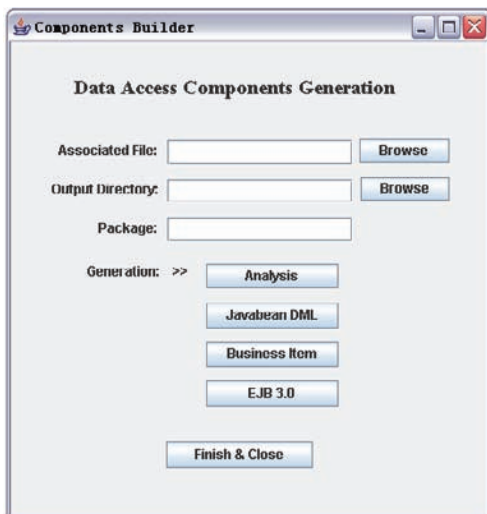 Components Builder
Data Access Components Generation
Associated File: Browse
Output Directory: Browse
Package:
Generation: >> Analysis
Javabean DML
Business Item
EJB 3.0
Finish & Close